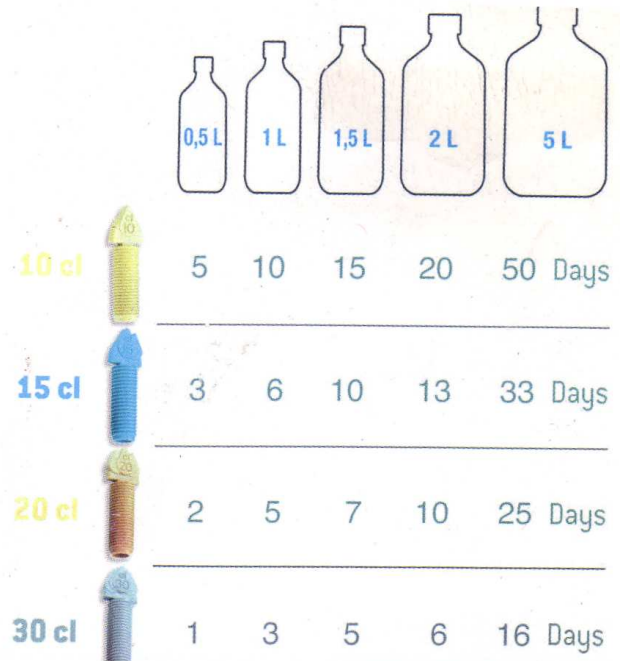 0,5 L 1 L 1,5 L 2 L 5 L
10 cl 5 10 15 20 50 Days
15 cl 3 6 10 13 33 Days
20 cl 2 5 7 10 25 Days
30 cl 1 3 5 6 16 Days